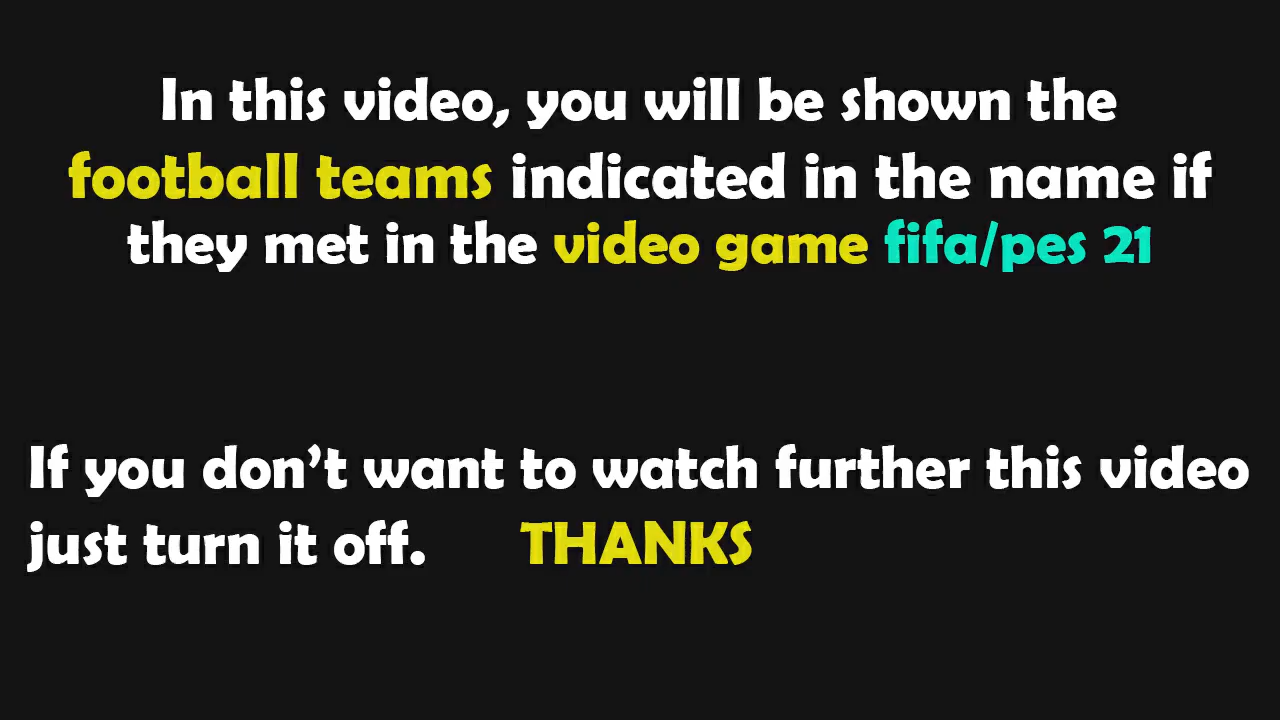 In this video, you will be shown the
football teams indicated in the name if
they met in the video game fifa/pes 21
If you don't want to watch further this video
just turn it off. THANKS